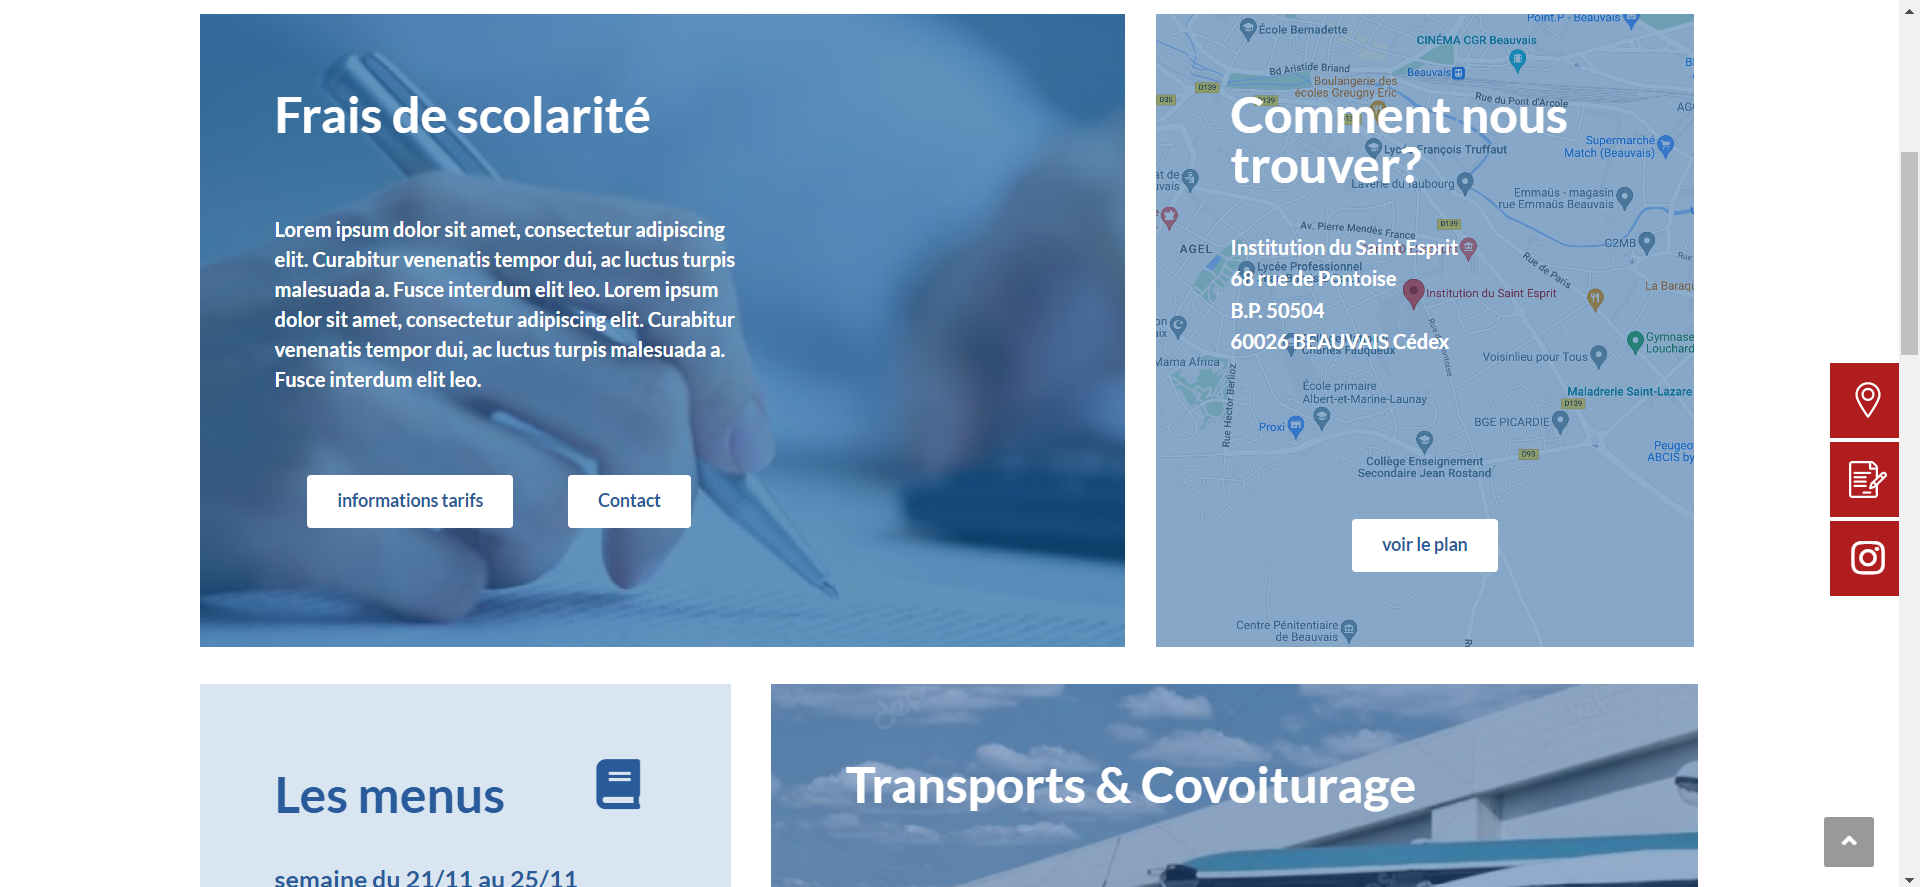 Frais de scolarité
Lorem ipsum dolor sit amet, consectetur adipiscing
elit. Curabitur venenatis tempor dui, ac luctus turpis
malesuada a. Fusce interdum elit leo. Lorem ipsum
dolor sit amet, consectetur adipiscing elit. Curabitur
venenatis tempor dui, ac luctus turpis malesuada a.
Fusce interdum elit leo.
informations tarifs
Contact
Comment nous
trouver?
Institution du Saint Esprit
68 rue de Pontoise
B.P. 50504
60026 BEAUVAIS Cédex
voir le plan
Point.P - Beauvais
École Bernadette
CINÉMA CGR Beauvais
Bd Aristide Briand
Beauvais
Boulangerie des
écoles Greugny Eric
D35
D139
D139
Rue du Pont d'Arcole
Supermarché
Match (Beauvais)
Lycée François Truffaut
Laverie du faubourg
Emmaüs - magasin
rue Emmaüs Beauvais
Av. Pierre Mendès France
D139
AGEL
C2MB
Rue de Paris
Lycée Professionnel
Institution du Saint Esprit
Charles Fauqueux
Voisinlieu pour Tous
Mama Africa
Rue Hector Berlioz
École primaire
Albert-et-Marine-Launay
Maladrerie Saint-Lazare
D139
Proxi
BGE PICARDIE
D93
Collège Enseignement
Secondaire Jean Rostand
ABCIS by
Centre Pénitentiaire
de Beauvais
Les menus
semaine du 21/11 au 25/11
Transports & Covoiturage